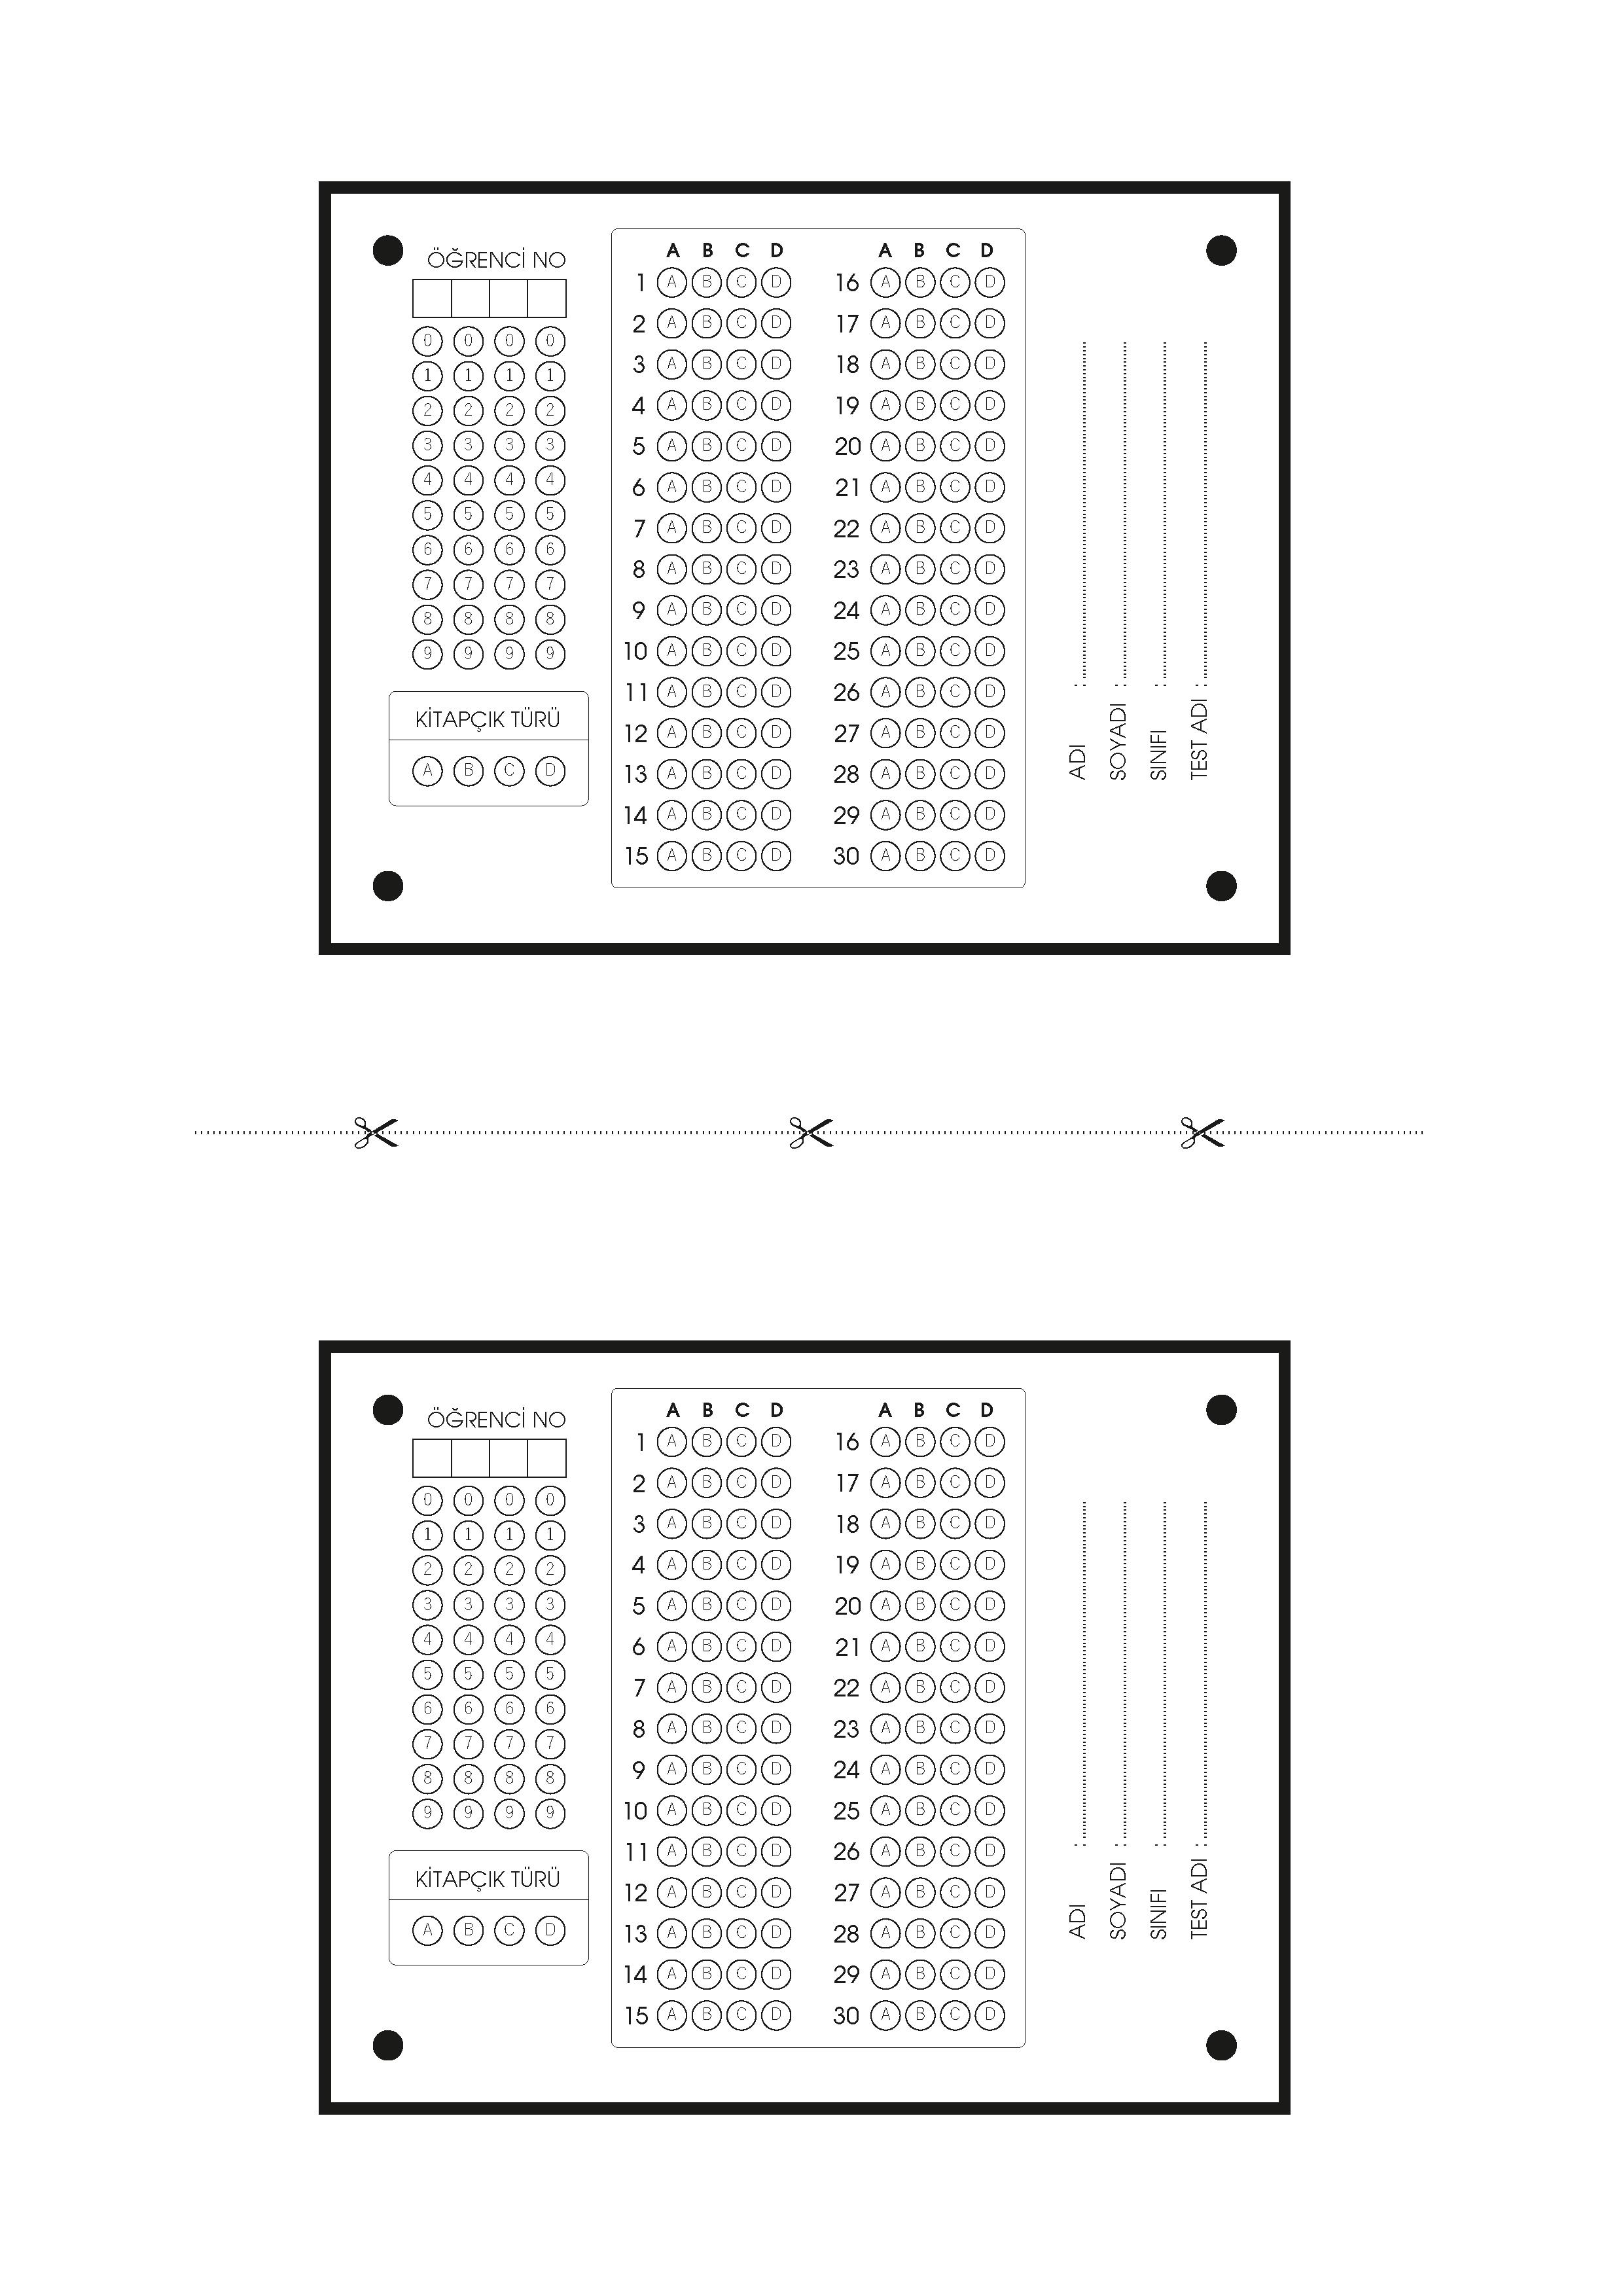 ÖĞRENCİ NO
0 0 0 0
1 1 1 1
2 2 2 2
3 3 3 3
4 4 4 4
5 5 5 5
6 6 6 6
7 7 7 7
8 8 8 8
9 9 9 9
KİTAPÇIK TÜRÜ
A B C D
A B C D A B C D
1 A B C D 16 A B C D
2 A B C D 17 A B C D
3 A B C D 18 A B C D
4 A B C D 19 A B C D
5 A B C D 20 A B C D
6 A B C D 21 A B C D
7 A B C D 22 A B C D
8 A B C D 23 A B C D
9 A B C D 24 A B C D
10 A B C D 25 A B C D
11 A B C D 26 A B C D
12 A B C D 27 A B C D
13 A B C D 28 A B C D
14 A B C D 29 A B C D
15 A B C D 30 A B C D
ADI :
SOYADI :
SINIFI :
TEST ADI :
ÖĞRENCİ NO
0 0 0 0
1 1 1 1
2 2 2 2
3 3 3 3
4 4 4 4
5 5 5 5
6 6 6 6
7 7 7 7
8 8 8 8
9 9 9 9
KİTAPÇIK TÜRÜ
A B C D
A B C D A B C D
1 A B C D 16 A B C D
2 A B C D 17 A B C D
3 A B C D 18 A B C D
4 A B C D 19 A B C D
5 A B C D 20 A B C D
6 A B C D 21 A B C D
7 A B C D 22 A B C D
8 A B C D 23 A B C D
9 A B C D 24 A B C D
10 A B C D 25 A B C D
11 A B C D 26 A B C D
12 A B C D 27 A B C D
13 A B C D 28 A B C D
14 A B C D 29 A B C D
15 A B C D 30 A B C D
ADI :
SOYADI :
SINIFI :
TEST ADI :